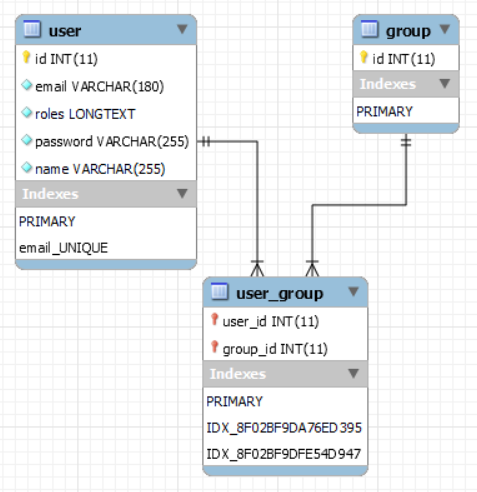 user
id INT(11)
email VARCHAR(180)
roles LONGTEXT
password VARCHAR(255)
name VARCHAR(255)
Indexes
PRIMARY
email_UNIQUE
group
id INT(11)
Indexes
PRIMARY
user_group
user_id INT(11)
group_id INT(11)
Indexes
PRIMARY
IDX_8F02BF9DA76ED395
IDX_8F02BF9DFE54D947